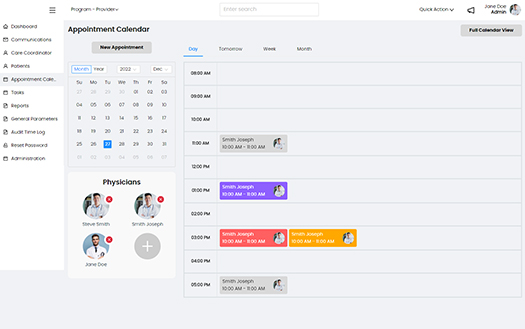 Program - Provider
Enter search
Quick Action
Jane Doe
Admin
Dashboard
Communications
Care Coordinator
Patients
Appointment Cale...
Tasks
Reports
General Parameters
Audit Time Log
Reset Password
Administration
Appointment Calendar
Full Calendar View
New Appointment
Month Year 2022 Dec
Su Mo Tu We Th Fr Sa
27 28 29 30 01 02 03
04 05 06 07 08 09 10
11 12 13 14 15 16 17
18 19 20 21 22 23 24
25 26 27 28 29 30 31
01 02 03 04 05 06 07
Physicians
Steve Smith Smith Joseph
Jane Doe
Day Tomorrow Week Month
08:00 AM
09:00 AM
10:00 AM
11:00 AM
Smith Joseph
10:00 AM - 11:00 AM
12:00 PM
01:00 PM
Smith Joseph
10:00 AM - 11:00 AM
02:00 PM
03:00 PM
Smith Joseph Smith Joseph
10:00 AM - 11:00 AM 10:00 AM - 11:00 AM
04:00 PM
05:00 PM
Smith Joseph
10:00 AM - 11:00 AM